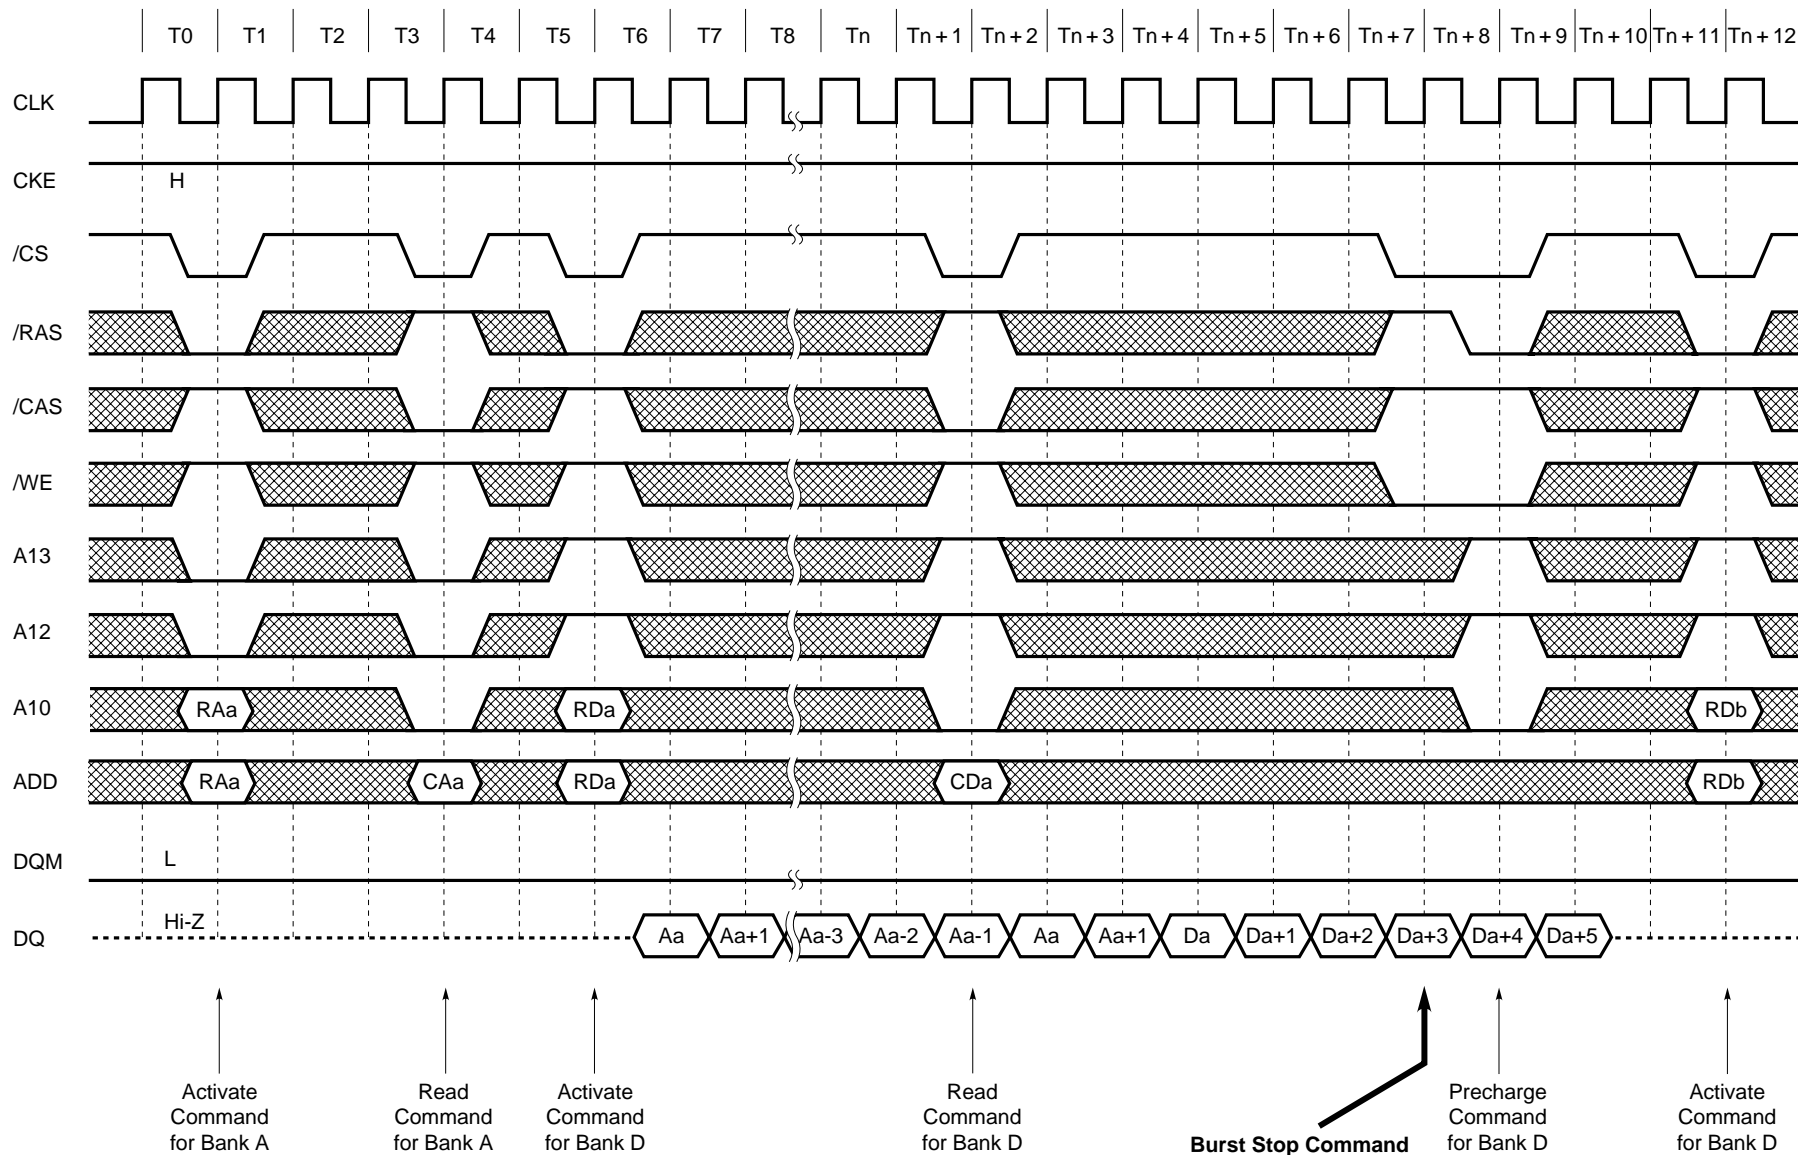 T0 T1 T2 T3 T4 T5 T6 T7 T8 Tn Tn + 1 Tn + 2 Tn + 3 Tn + 4 Tn + 5 Tn + 6 Tn + 7 Tn + 8 Tn + 9 Tn + 10 Tn + 11 Tn + 12
CLK
CKE
H
/CS
/RAS
/CAS
/WE
A13
A12
A10 RAa RDa RDb
ADD RAa CAa RDa CDa RDb
DQM
L
Hi-Z
DQ Aa Aa+1 Aa-3 Aa-2 Aa-1 Aa Aa+1 Da Da+1 Da+2 Da+3 Da+4 Da+5
Activate
Command
for Bank A
Read
Command
for Bank A
Activate
Command
for Bank D
Read
Command
for Bank D
Burst Stop Command
Precharge
Command
for Bank D
Activate
Command
for Bank D